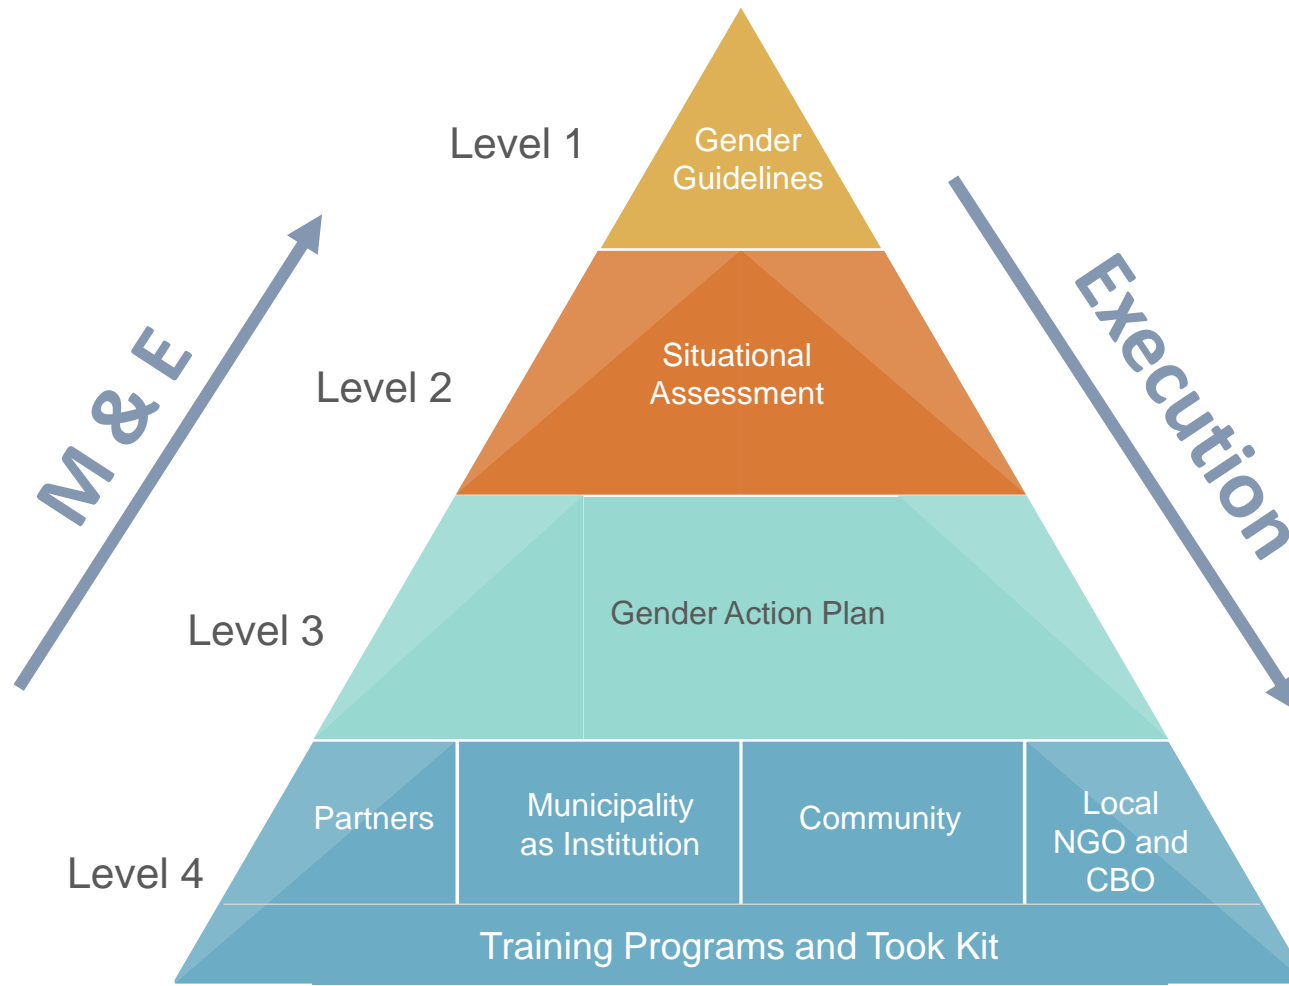 Level 1
Gender
Guidelines
M & E
Execution
Level 2
Situational
Assessment
Level 3
Gender Action Plan
Level 4
Partners
Municipality
as Institution
Community
Local
NGO and
CBO
Training Programs and Took Kit